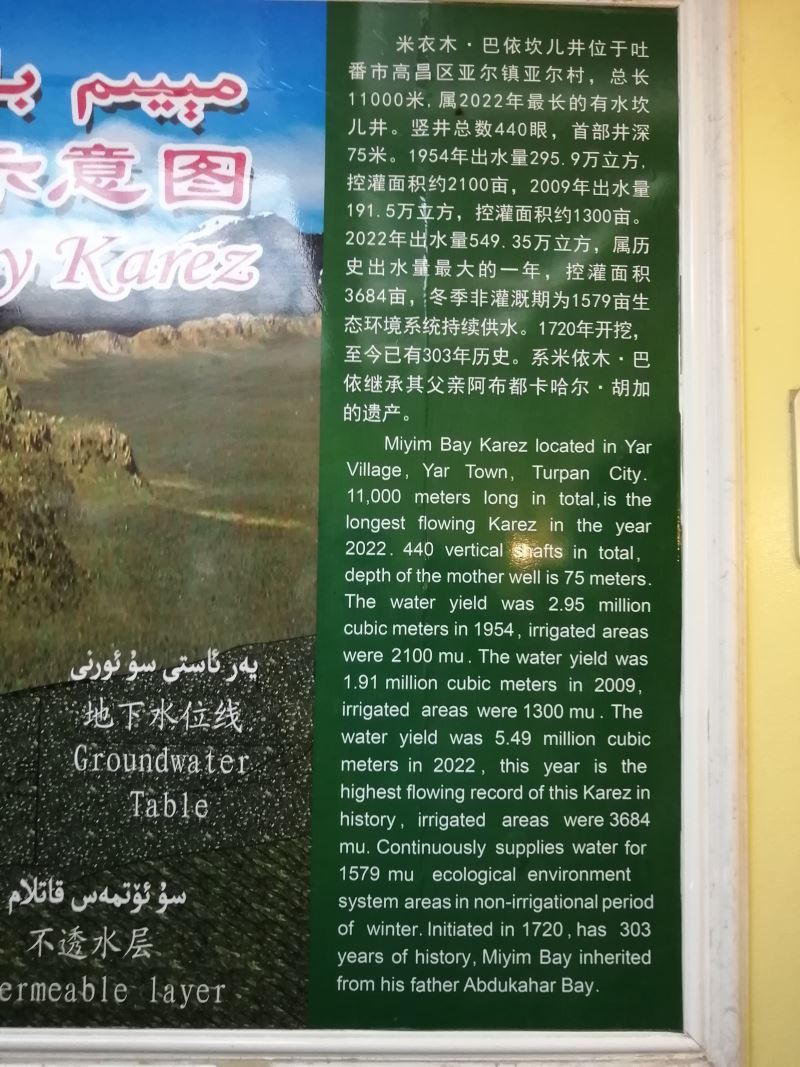 مىيىم با
示意图
y Karez
米衣木·巴依坎儿井位于吐
番市高昌区亚尔镇亚尔村，总长
11000米,属2022年最长的有水坎
儿井。竖井总数440眼，首部井深
75米。1954年出水量295.9万立方,
控灌面积约2100亩，2009年出水量
191.5万立方，控灌面积约1300亩。
2022年出水量549.35万立方，属历
史出水量最大的一年，控灌面积
3684亩，冬季非灌溉期为1579亩生
态环境系统持续供水。1720年开挖,
至今已有303年历史。系米依木·巴
依继承其父亲阿布都卡哈尔·胡加
的遗产。
Miyim Bay Karez located in Yar
Village, Yar Town, Turpan City.
11,000 meters long in total,is the
longest flowing Karez in the year
2022. 440 vertical shafts in total,
depth of the mother well is 75 meters.
The water yield was 2.95 million
cubic meters in 1954, irrigated areas
were 2100 mu. The water yield was
1.91 million cubic meters in 2009,
irrigated areas were 1300 mu. The
water yield was 5.49 million cubic
meters in 2022, this year is the
highest flowing record of this Karez in
history, irrigated areas were 3684
mu. Continuously supplies water for
1579 mu ecological environment
system areas in non-irrigational period
of winter. Initiated in 1720, has 303
years of history, Miyim Bay inherited
from his father Abdukahar Bay.
يەر ئاستى سۇ ئورنى
地下水位线
Groundwater
Table
سۇ ئۆتمەس قاتلام
不透水层
ermeable layer